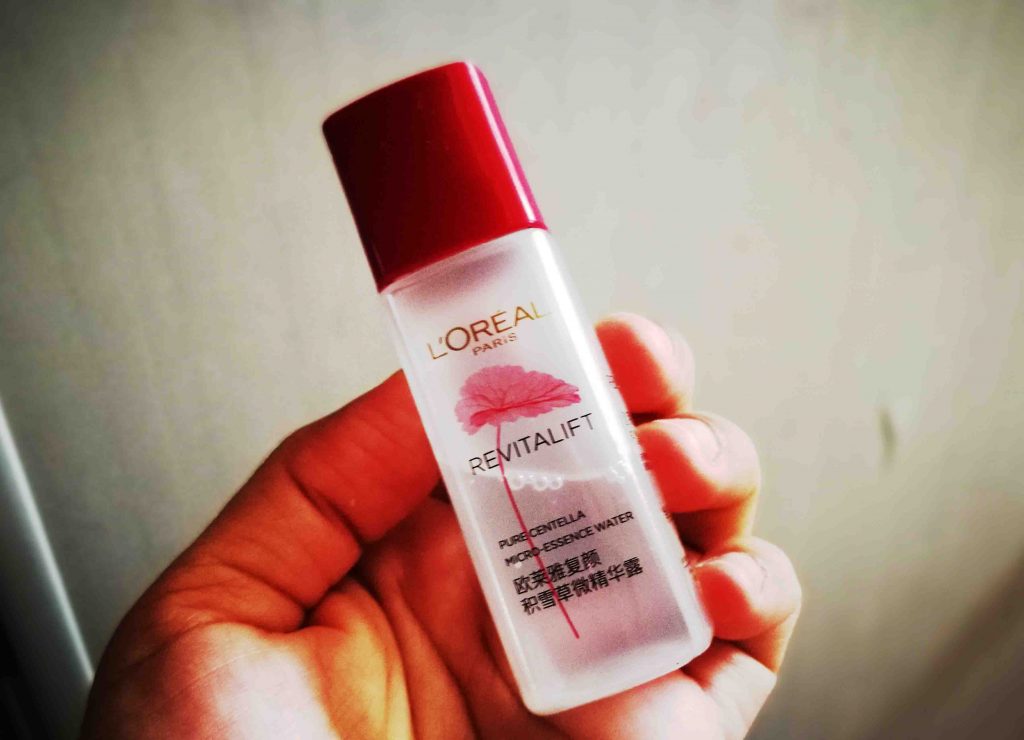 L'ORÉAL
PARIS
REVITALIFT
PURE CENTELLA
MICRO-ESSENCE WATER
欧莱雅复颜
积雪草微精华露